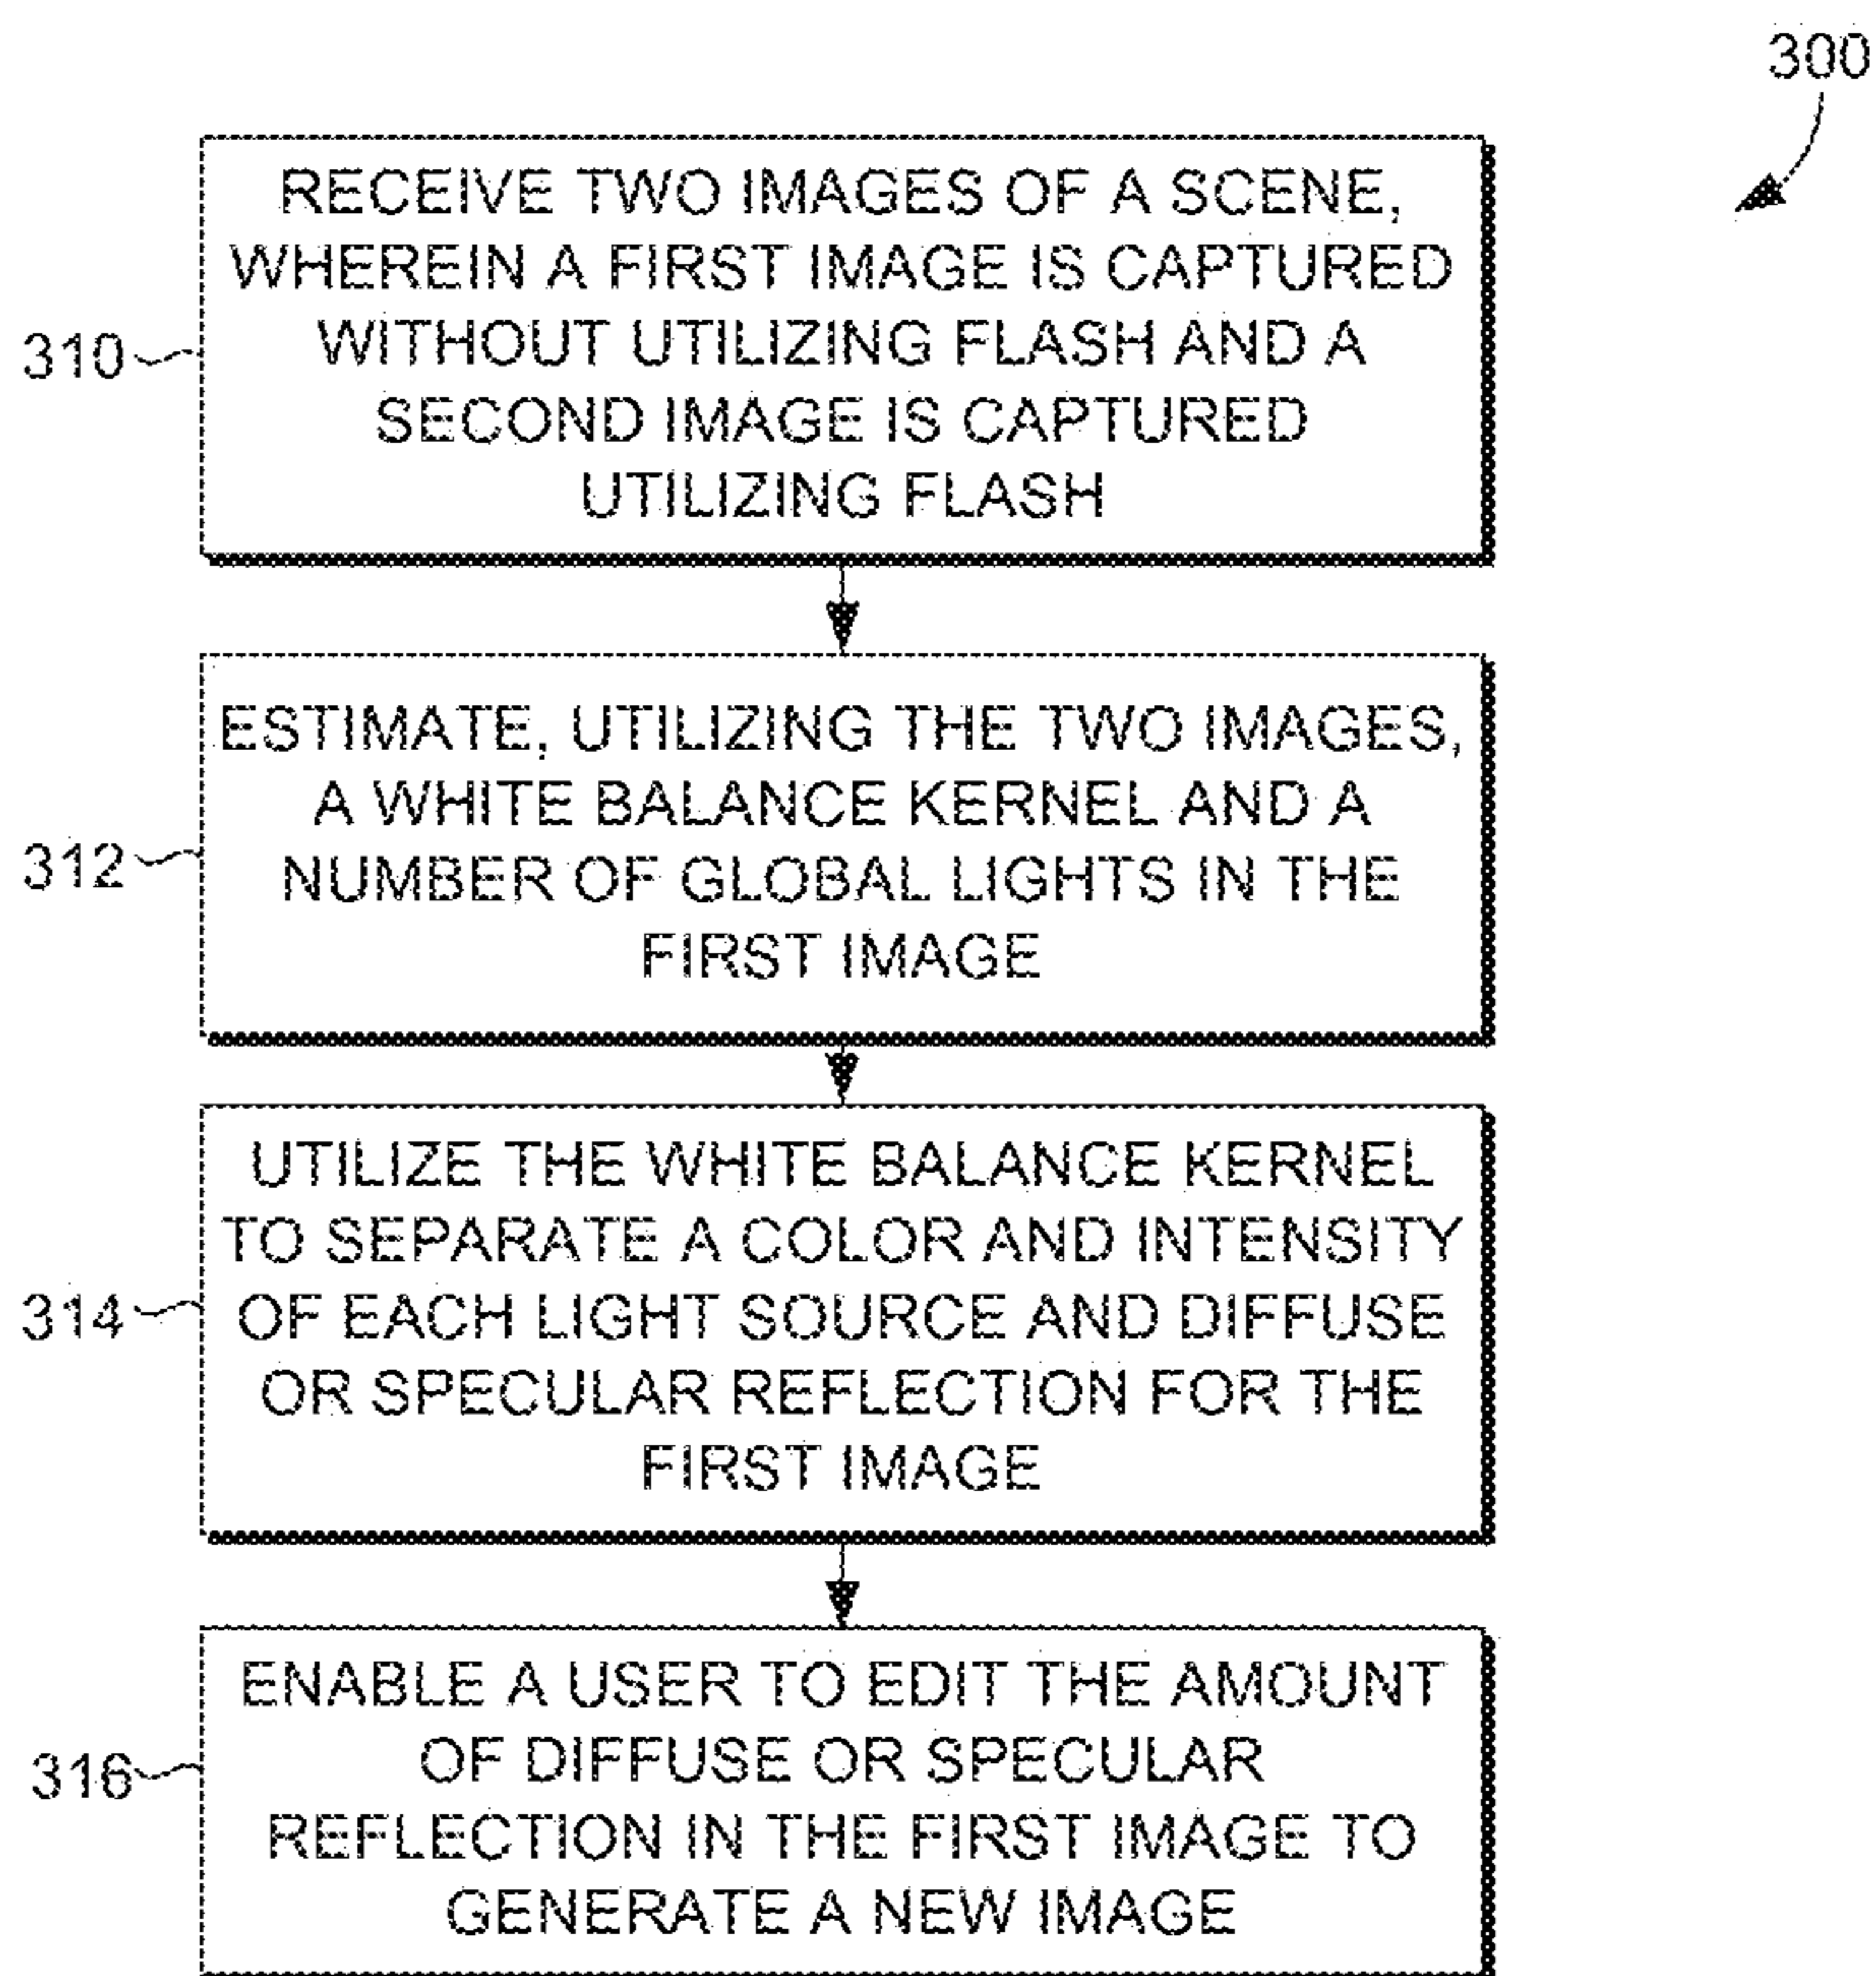 300
RECEIVE TWO IMAGES OF A SCENE,
WHEREIN A FIRST IMAGE IS CAPTURED
WITHOUT UTILIZING FLASH AND A
SECOND IMAGE IS CAPTURED
UTILIZING FLASH
310
ESTIMATE, UTILIZING THE TWO IMAGES,
A WHITE BALANCE KERNEL AND A
NUMBER OF GLOBAL LIGHTS IN THE
FIRST IMAGE
312
UTILIZE THE WHITE BALANCE KERNEL
TO SEPARATE A COLOR AND INTENSITY
OF EACH LIGHT SOURCE AND DIFFUSE
OR SPECULAR REFLECTION FOR THE
FIRST IMAGE
314
ENABLE A USER TO EDIT THE AMOUNT
OF DIFFUSE OR SPECULAR
REFLECTION IN THE FIRST IMAGE TO
GENERATE A NEW IMAGE
316